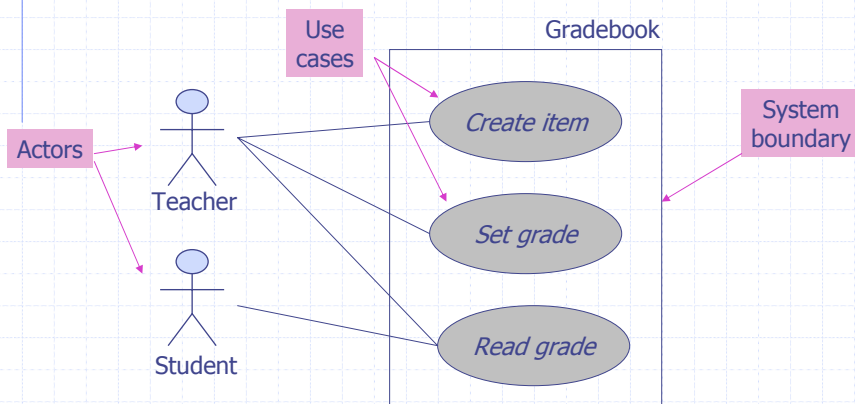 Use
cases
Gradebook
Create item
System
boundary
Actors
Teacher
Set grade
Read grade
Student